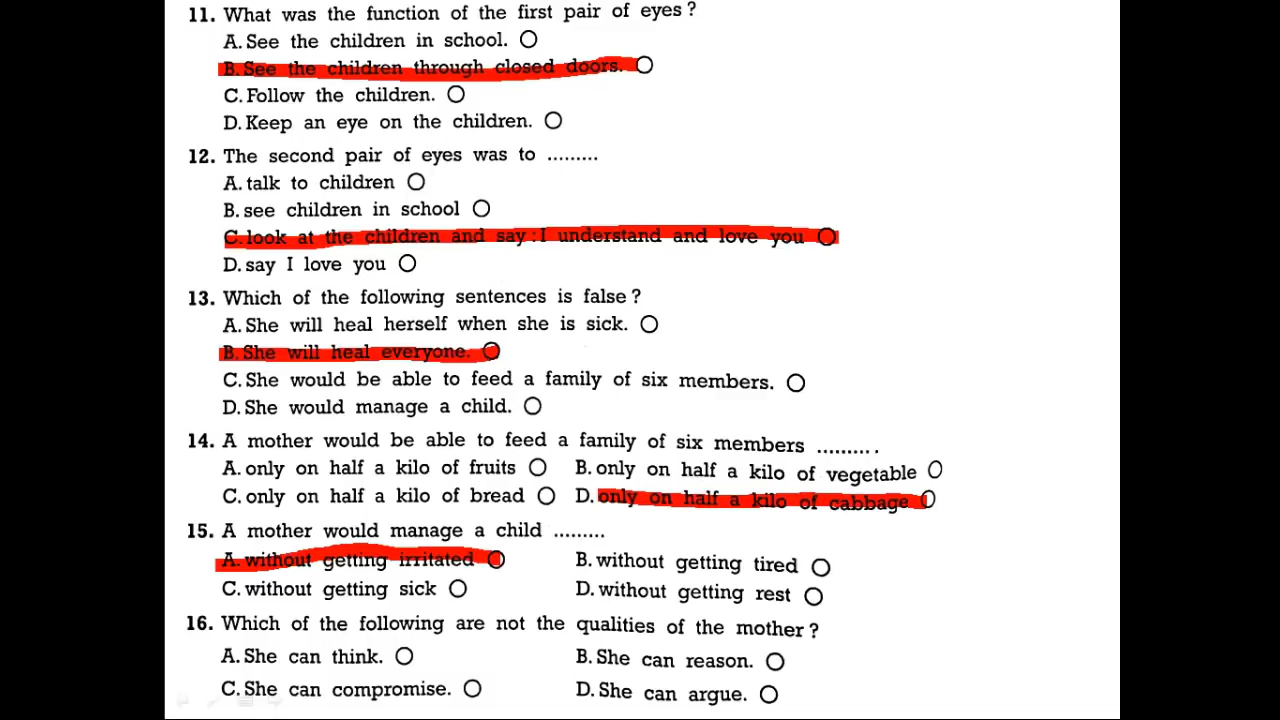 11. What was the function of the first pair of eyes?
A. See the children in school. O
B. See the children through closed doors. O
C. Follow the children. O
D. Keep an eye on the children. O
12. The second pair of eyes was to .........
A. talk to children O
B. see children in school O
C. look at the children and say : I understand and love you O
D. say I love you O
13. Which of the following sentences is false?
A. She will heal herself when she is sick. O
B. She will heal everyone. O
C. She would be able to feed a family of six members. O
D. She would manage a child. O
14. A mother would be able to feed a family of six members ..........
A. only on half a kilo of fruits O B. only on half a kilo of vegetable O
C. only on half a kilo of bread O D. only on half a kilo of cabbage O
15. A mother would manage a child .........
A. without getting irritated O B. without getting tired O
C. without getting sick O D. without getting rest O
16. Which of the following are not the qualities of the mother?
A. She can think. O B. She can reason. O
C. She can compromise. O D. She can argue. O